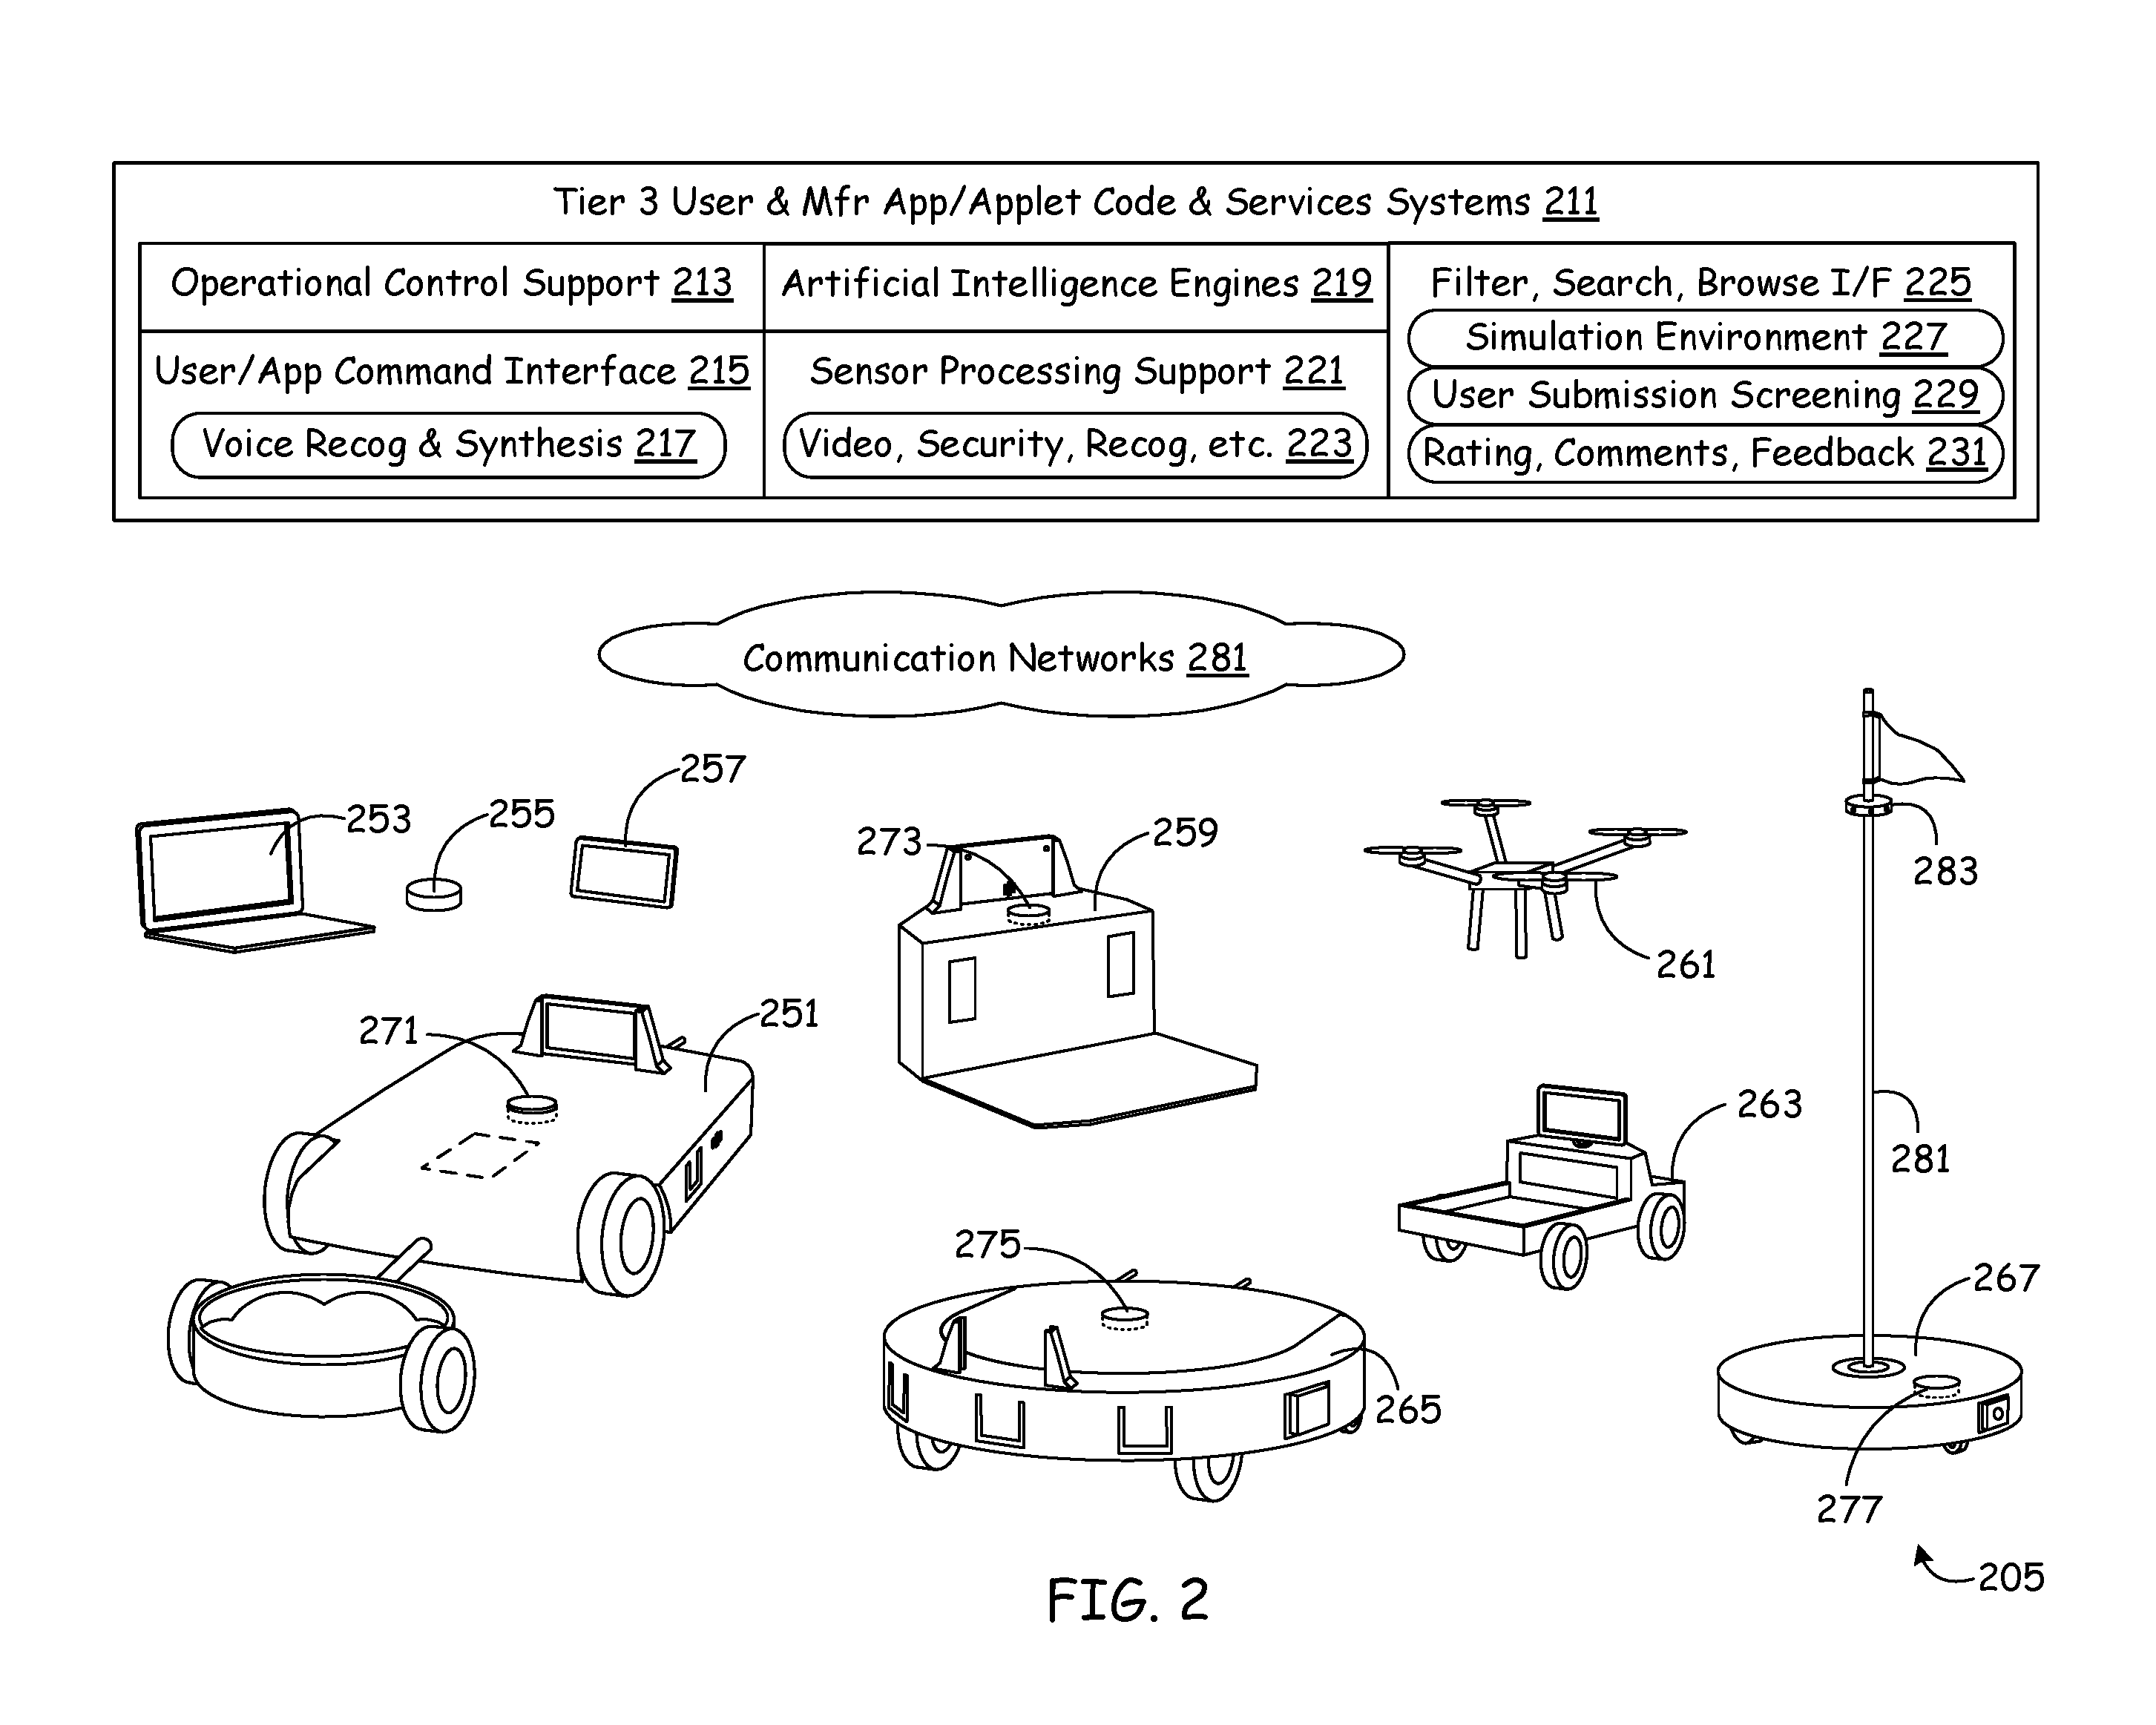 Tier 3 User & Mfr App/Applet Code & Services Systems 211
Operational Control Support 213
User/App Command Interface 215
Voice Recog & Synthesis 217
Artificial Intelligence Engines 219
Sensor Processing Support 221
Video, Security, Recog, etc. 223
Filter, Search, Browse I/F 225
Simulation Environment 227
User Submission Screening 229
Rating, Comments, Feedback 231
Communication Networks 281
257
253
255
273
259
283
261
271
251
263
281
275
267
265
277
205
FIG. 2